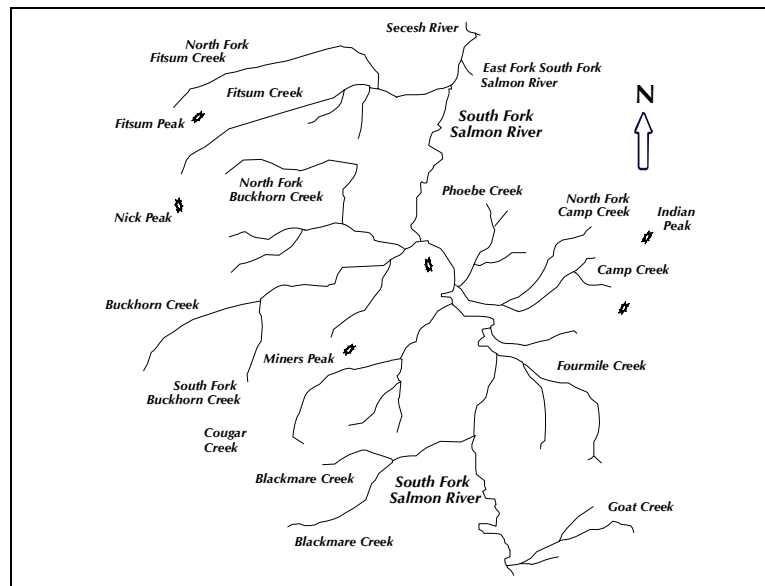 Secesh River
North Fork
Fitsum Creek
East Fork South Fork
Salmon River
Fitsum Creek
N
Fitsum Peak
South Fork
Salmon River
North Fork
Buckhorn Creek
Phoebe Creek
North Fork
Camp Creek
Indian
Peak
Nick Peak
Camp Creek
Buckhorn Creek
Miners Peak
Fourmile Creek
South Fork
Buckhorn Creek
Cougar
Creek
Blackmare Creek
South Fork
Salmon River
Goat Creek
Blackmare Creek